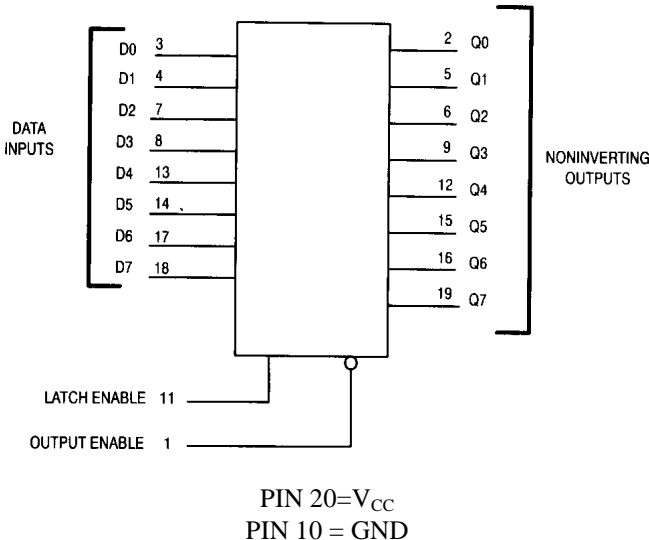 D0 3
D1 4
D2 7
D3 8
D4 13
D5 14
D6 17
D7 18
DATA
INPUTS
2 Q0
5 Q1
6 Q2
9 Q3
12 Q4
15 Q5
16 Q6
19 Q7
NONINVERTING
OUTPUTS
LATCH ENABLE 11
OUTPUT ENABLE 1
PIN 20=VCC
PIN 10 = GND